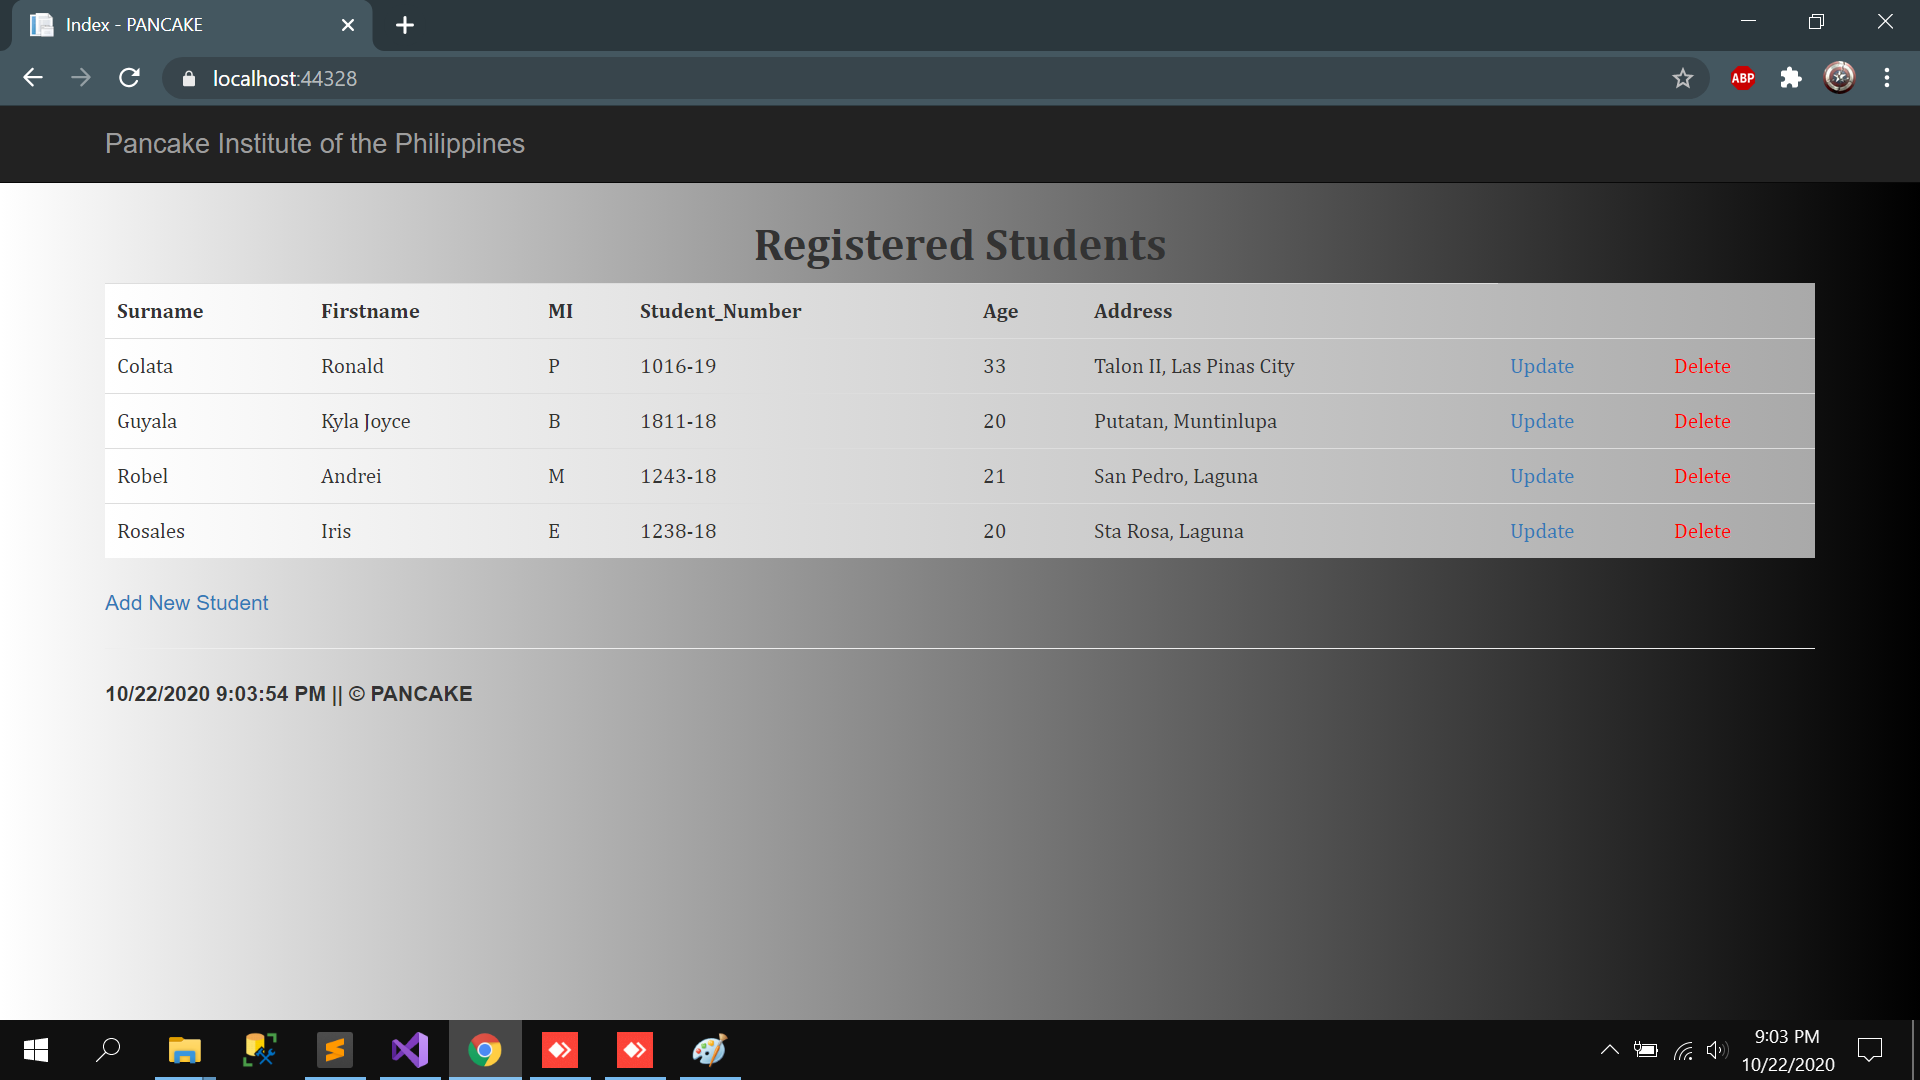 Index - PANCAKE
localhost:44328
ABP
Pancake Institute of the Philippines
Registered Students
Surname Firstname MI Student_Number Age Address
Colata Ronald P 1016-19 33 Talon II, Las Pinas City Update Delete
Guyala Kyla Joyce B 1811-18 20 Putatan, Muntinlupa Update Delete
Robel Andrei M 1243-18 21 San Pedro, Laguna Update Delete
Rosales Iris E 1238-18 20 Sta Rosa, Laguna Update Delete
Add New Student
10/22/2020 9:03:54 PM || © PANCAKE
9:03 PM
10/22/2020